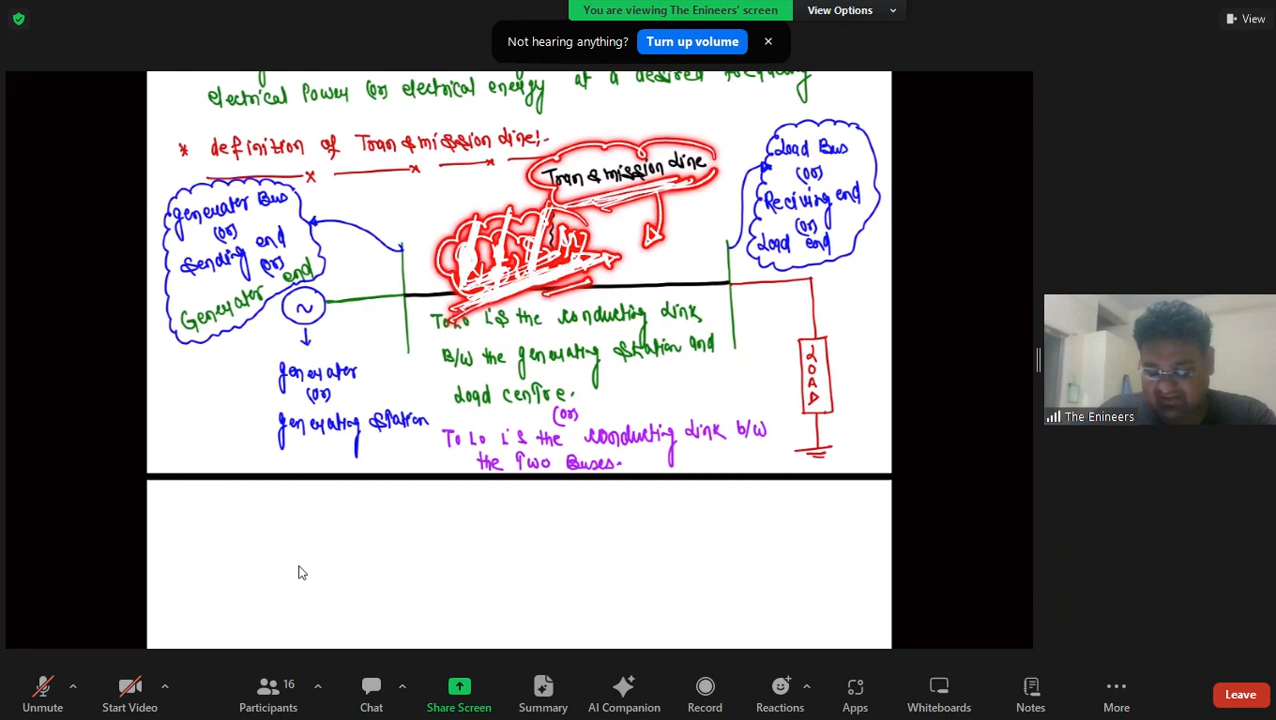 You are viewing The Enineers' screen
View Options
View
Not hearing anything?
Turn up volume
electrical Power (or) electrical energy at a desired frequency
* definition of Transmission Line:-
Transmission Line
Load Bus
(or)
Reciving end
(or)
Load end
generater Bus
(or)
Sending end
(or)
Generater end
~
generater
(or)
generating Station
T.L. is the conducting Link
B/W the generating Station and
Load centre.
(or)
T.L. is the conducting Link b/w
the Two Buses.
LOAD
The Enineers
Unmute
Start Video
16
Participants
Chat
Share Screen
Summary
AI Companion
Record
Reactions
Apps
Whiteboards
Notes
More
Leave